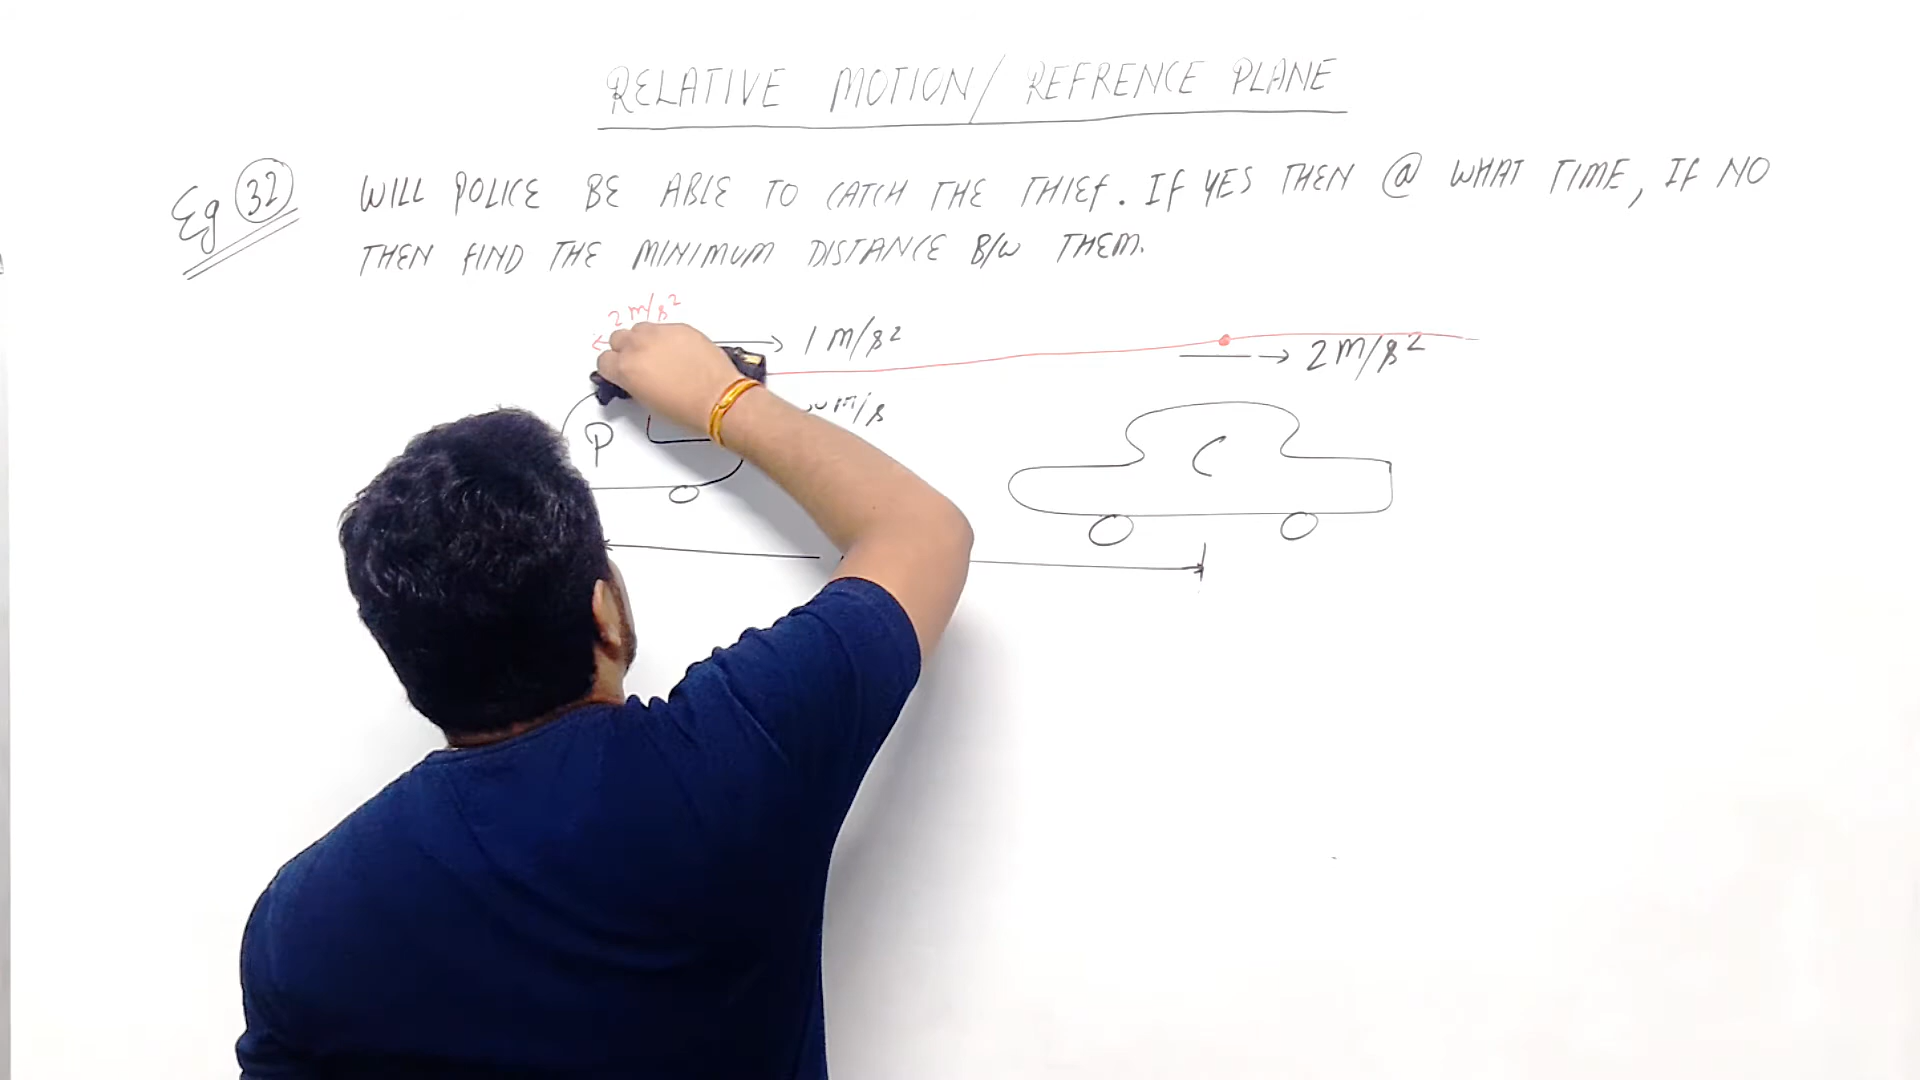 RELATIVE MOTION/ REFRENCE PLANE
Eg 32 WILL POLICE BE ABLE TO CATCH THE THIEF. IF YES THEN @ WHAT TIME, IF NO
THEN FIND THE MINIMUM DISTANCE B/W THEM.
2 m/s²
1 m/s²
2 m/s²
m/s
P
C